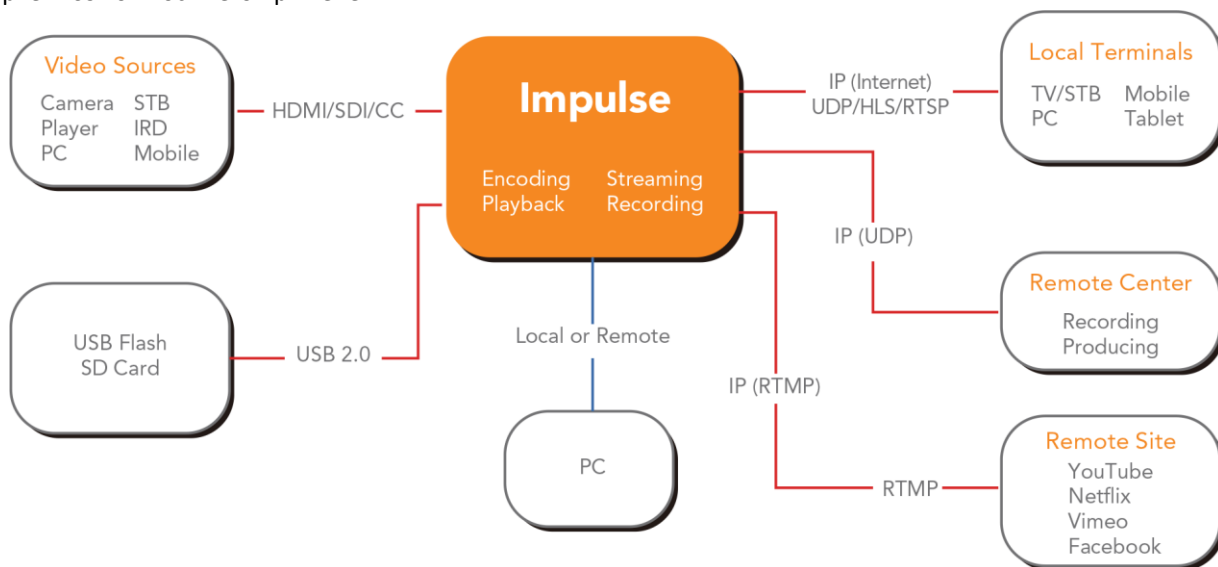 Video Sources
Camera STB
Player IRD
PC Mobile
HDMI/SDI/CC
Impulse
Encoding Streaming
Playback Recording
IP (Internet)
UDP/HLS/RTSP
Local Terminals
TV/STB Mobile
PC Tablet
IP (UDP)
Remote Center
Recording
Producing
USB Flash
SD Card
USB 2.0
Local or Remote
PC
IP (RTMP)
RTMP
Remote Site
YouTube
Netflix
Vimeo
Facebook